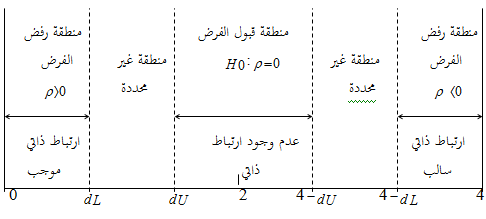 منطقة رفض
الفرض
ρ⟩0
منطقة غير
محددة
منطقة قبول الفرض
H0: ρ=0
منطقة غير
محددة
منطقة رفض
الفرض
ρ ⟨0
ارتباط ذاتي
موجب
عدم وجود ارتباط
ذاتي
ارتباط ذاتي
سالب
0 dL dU 2 4-dU 4-dL 4